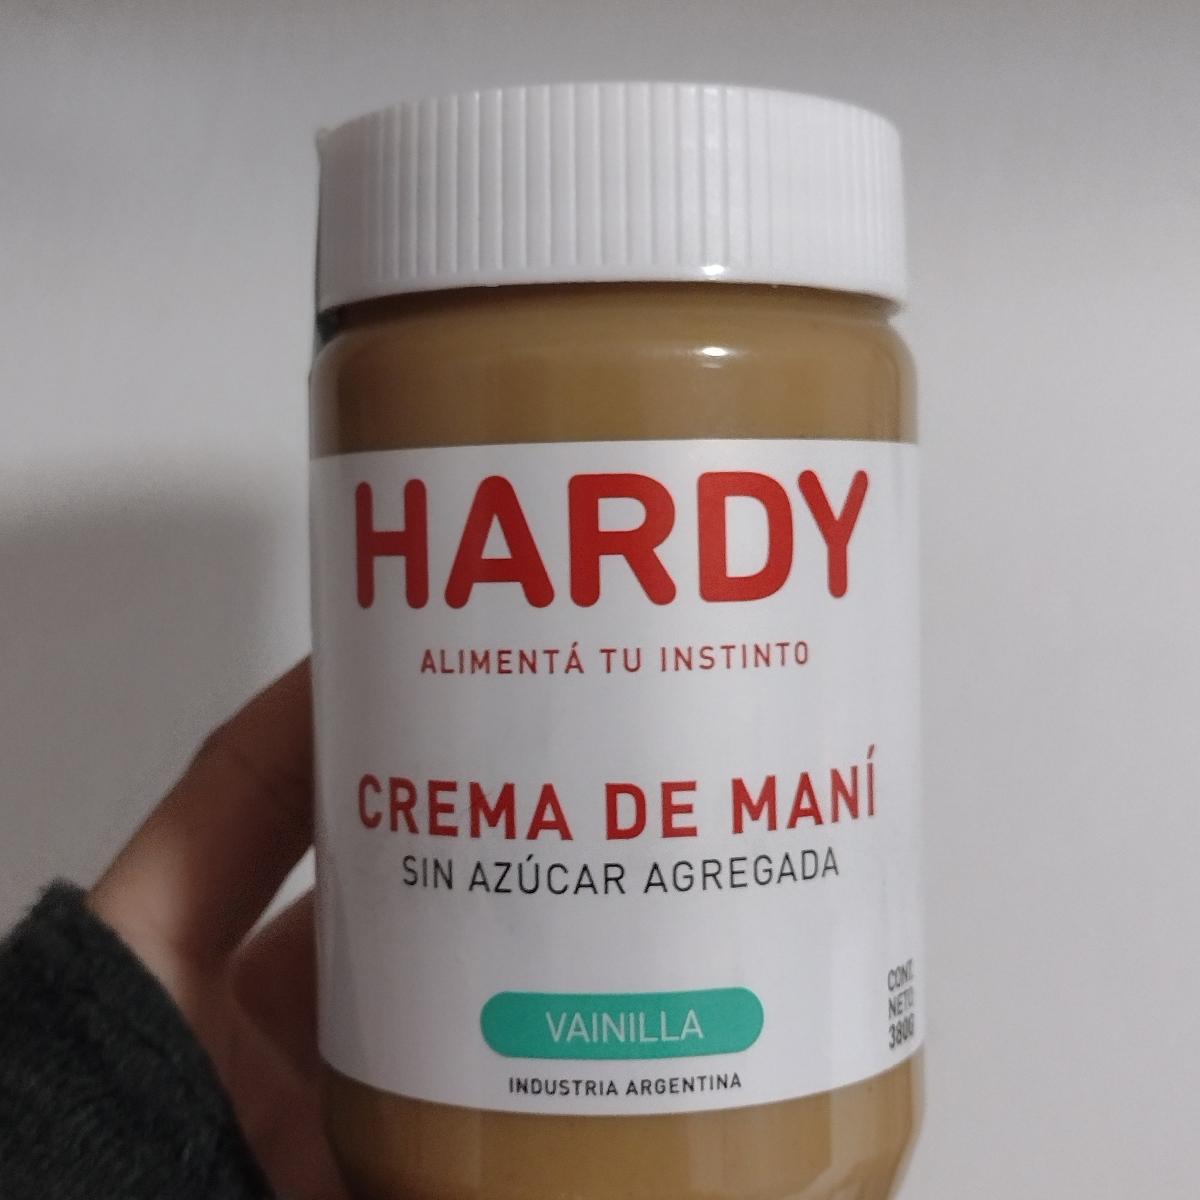 HARDY
ALIMENTÁ TU INSTINTO
CREMA DE MANÍ
SIN AZÚCAR AGREGADA
VAINILLA
INDUSTRIA ARGENTINA
CONT.
NETO
380G